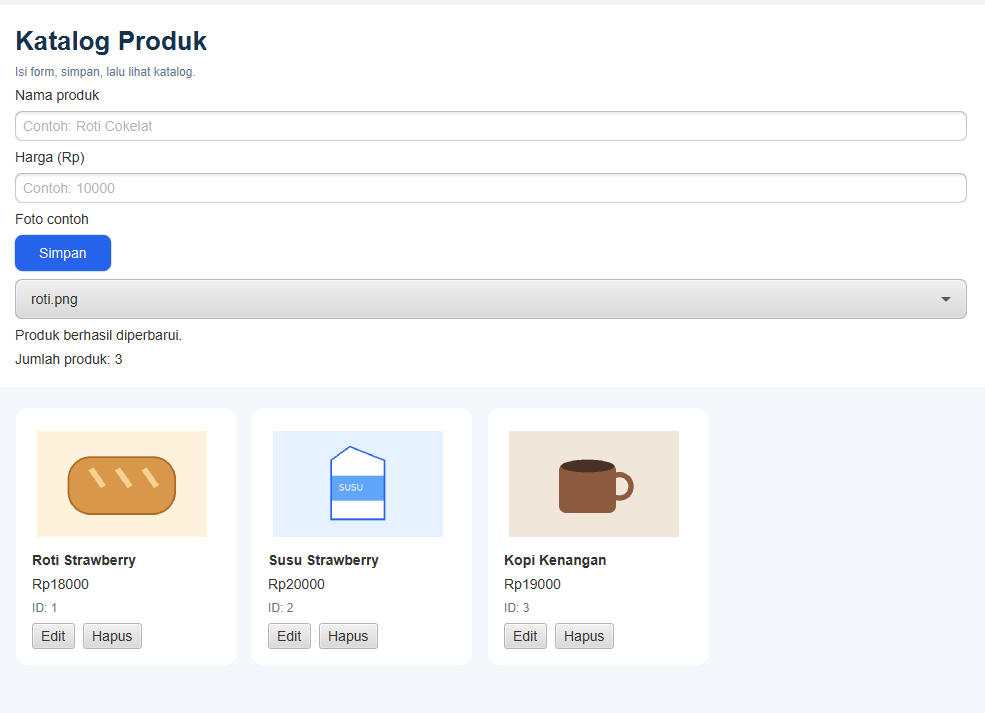 Katalog Produk
Isi form, simpan, lalu lihat katalog.
Nama produk
Contoh: Roti Cokelat
Harga (Rp)
Contoh: 10000
Foto contoh
Simpan
roti.png
Produk berhasil diperbarui.
Jumlah produk: 3
SUSU
Roti Strawberry
Rp18000
ID: 1
Edit Hapus
Susu Strawberry
Rp20000
ID: 2
Edit Hapus
Kopi Kenangan
Rp19000
ID: 3
Edit Hapus